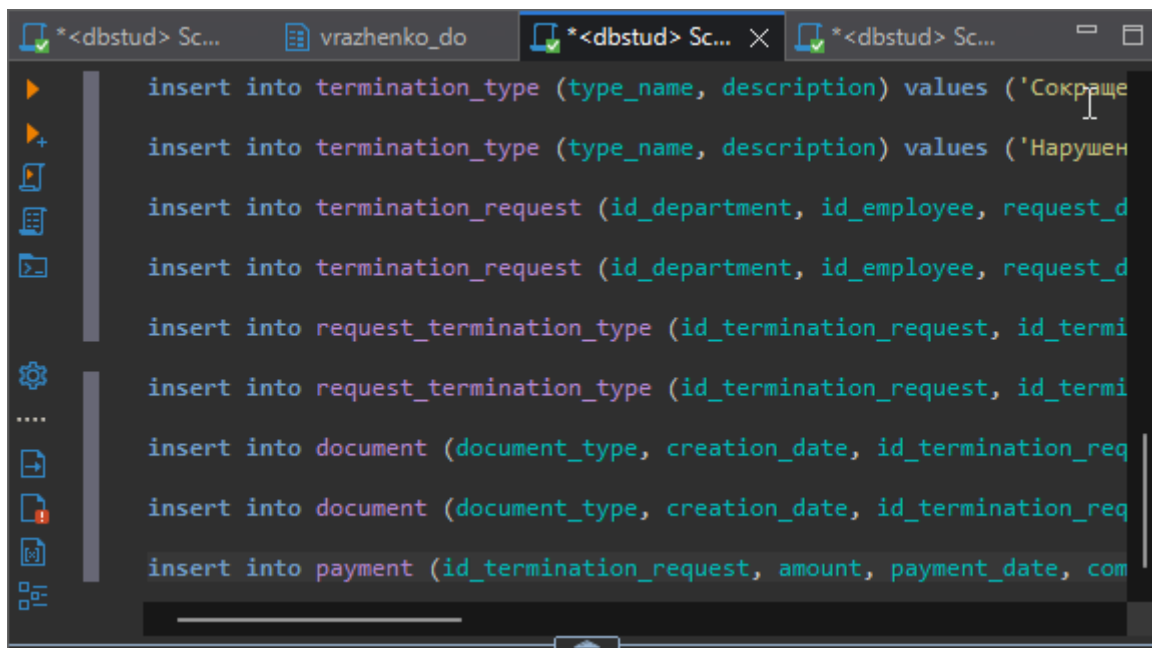 *<dbstud> Sc... vrazhenko_do *<dbstud> Sc... *<dbstud> Sc...
insert into termination_type (type_name, description) values ('Сокраще
insert into termination_type (type_name, description) values ('Нарушен
insert into termination_request (id_department, id_employee, request_d
insert into termination_request (id_department, id_employee, request_d
insert into request_termination_type (id_termination_request, id_termi
insert into request_termination_type (id_termination_request, id_termi
insert into document (document_type, creation_date, id_termination_req
insert into document (document_type, creation_date, id_termination_req
insert into payment (id_termination_request, amount, payment_date, com